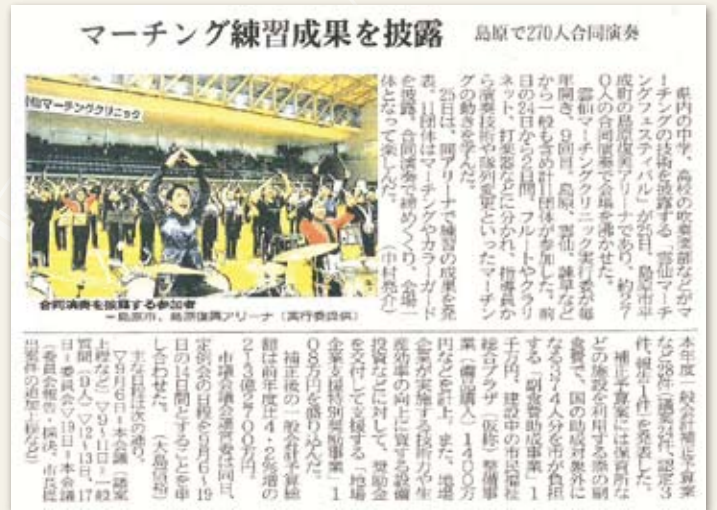 マーチング練習成果を披露
島原で270人合同演奏
県内の中学、高校の吹奏楽部などがマ
ーチングの技術を披露する「雲仙マーチ
ングフェスティバル」が25日、島原市平
成町の島原復興アリーナであり、約27
0人の合同演奏で会場を沸かせた。
雲仙マーチングクリニック実行委が毎
年開き、9回目。島原、雲仙、諫早など
から一般も含め計11団体が参加した。前
日の24日から2日間、フルートやクラリ
ネット、打楽器などに分かれ、指導員か
ら演奏技術や隊列変更といったマーチン
グの動きを学んだ。
25日は、同アリーナで練習の成果を発
表。11団体はマーチングやカラーガード
を披露。合同演奏で締めくくり、会場一
体となって楽しんだ。
(中村亮介)
仙マーチングクリニック
合同演奏を披露する参加者
=島原市、島原復興アリーナ(実行委提供)
本年度一般会計補正予算案
など28件(議案24件、認定3
件、報告1件)を発表した。
補正予算案には保育所な
どの施設を利用する際の副
食費で、国の助成対象外に
なる374人分を市が負担
する「副食費助成事業」1
千万円、建設中の市民福祉
総合プラザ(仮称)整備事
業(備品購入)1400万
円などを計上。また、地場
企業が実施する技術力や生
産効率の向上に資する設備
投資などに対して、奨励金
を交付して支援する「地場
企業支援特別奨励事業」1
08万円を盛り込んだ。
補正後の一般会計予算総
額は前年度比4・2%増の
213億2700万円。
市議会議会運営委は同日、
定例会の日程を9月6~19
日の14日間とすることを申
し合わせた。
(大島信裕)
主な日程は次の通り。
▽9月6日=本会議(議案
上程など)▽9~11日=一般
質問(9人)▽12~13日、17
日=委員会▽19日=本会議
(委員会報告・採決、市長提
出案件の追加上程など)